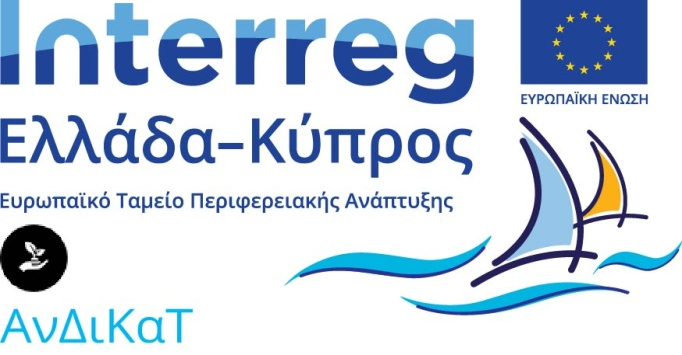 Interreg
ΕΥΡΩΠΑΪΚΗ ΕΝΩΣΗ
Ελλάδα–Κύπρος
Ευρωπαϊκό Ταμείο Περιφερειακής Ανάπτυξης
ΑνΔιΚαΤ